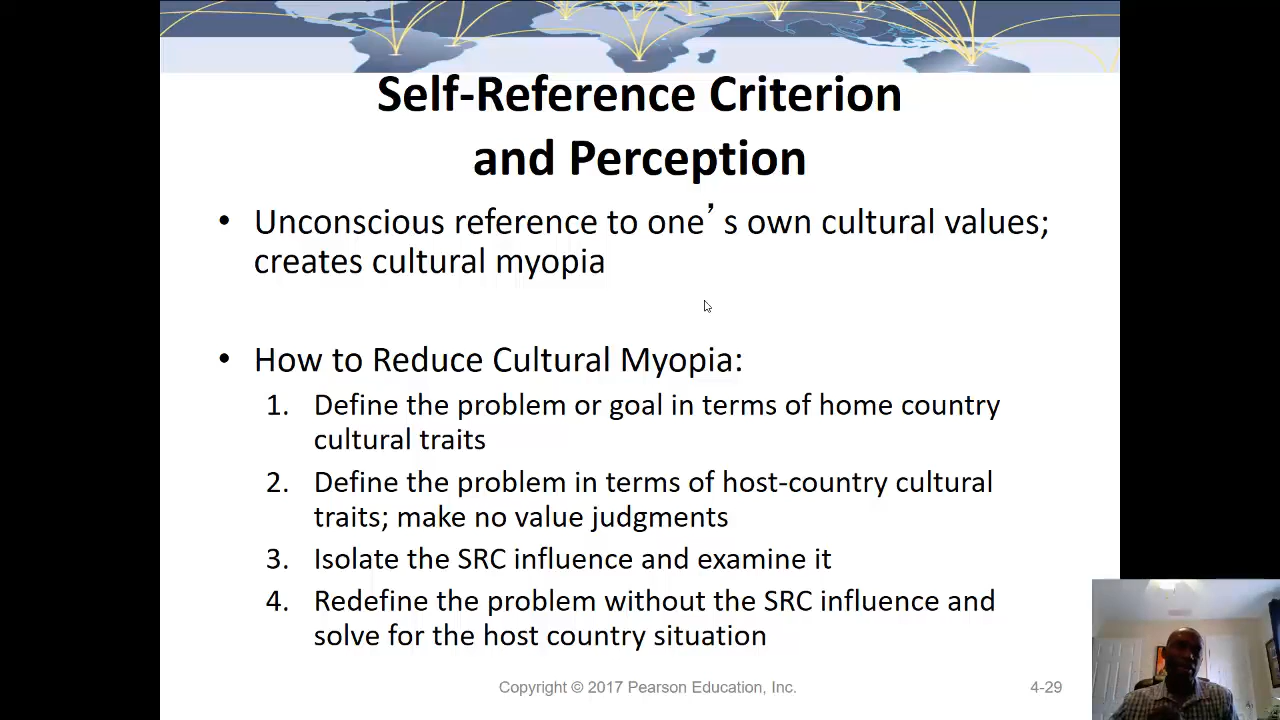 Self-Reference Criterion
and Perception
• Unconscious reference to one’s own cultural values;
creates cultural myopia
• How to Reduce Cultural Myopia:
1. Define the problem or goal in terms of home country
cultural traits
2. Define the problem in terms of host-country cultural
traits; make no value judgments
3. Isolate the SRC influence and examine it
4. Redefine the problem without the SRC influence and
solve for the host country situation
Copyright © 2017 Pearson Education, Inc.
4-29